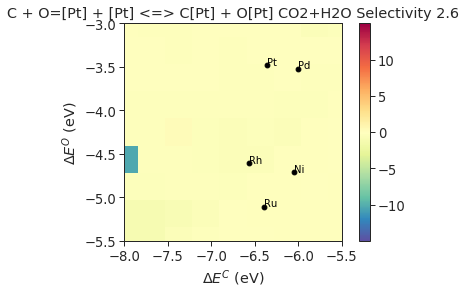 C + O=[Pt] + [Pt] <=> C[Pt] + O[Pt] CO2+H2O Selectivity 2.6
−3.0
−3.5
−4.0
−4.5
−5.0
−5.5
ΔE^O (eV)
Pt
Pd
Rh
Ni
Ru
−8.0 −7.5 −7.0 −6.5 −6.0 −5.5
ΔE^C (eV)
10
5
0
−5
−10